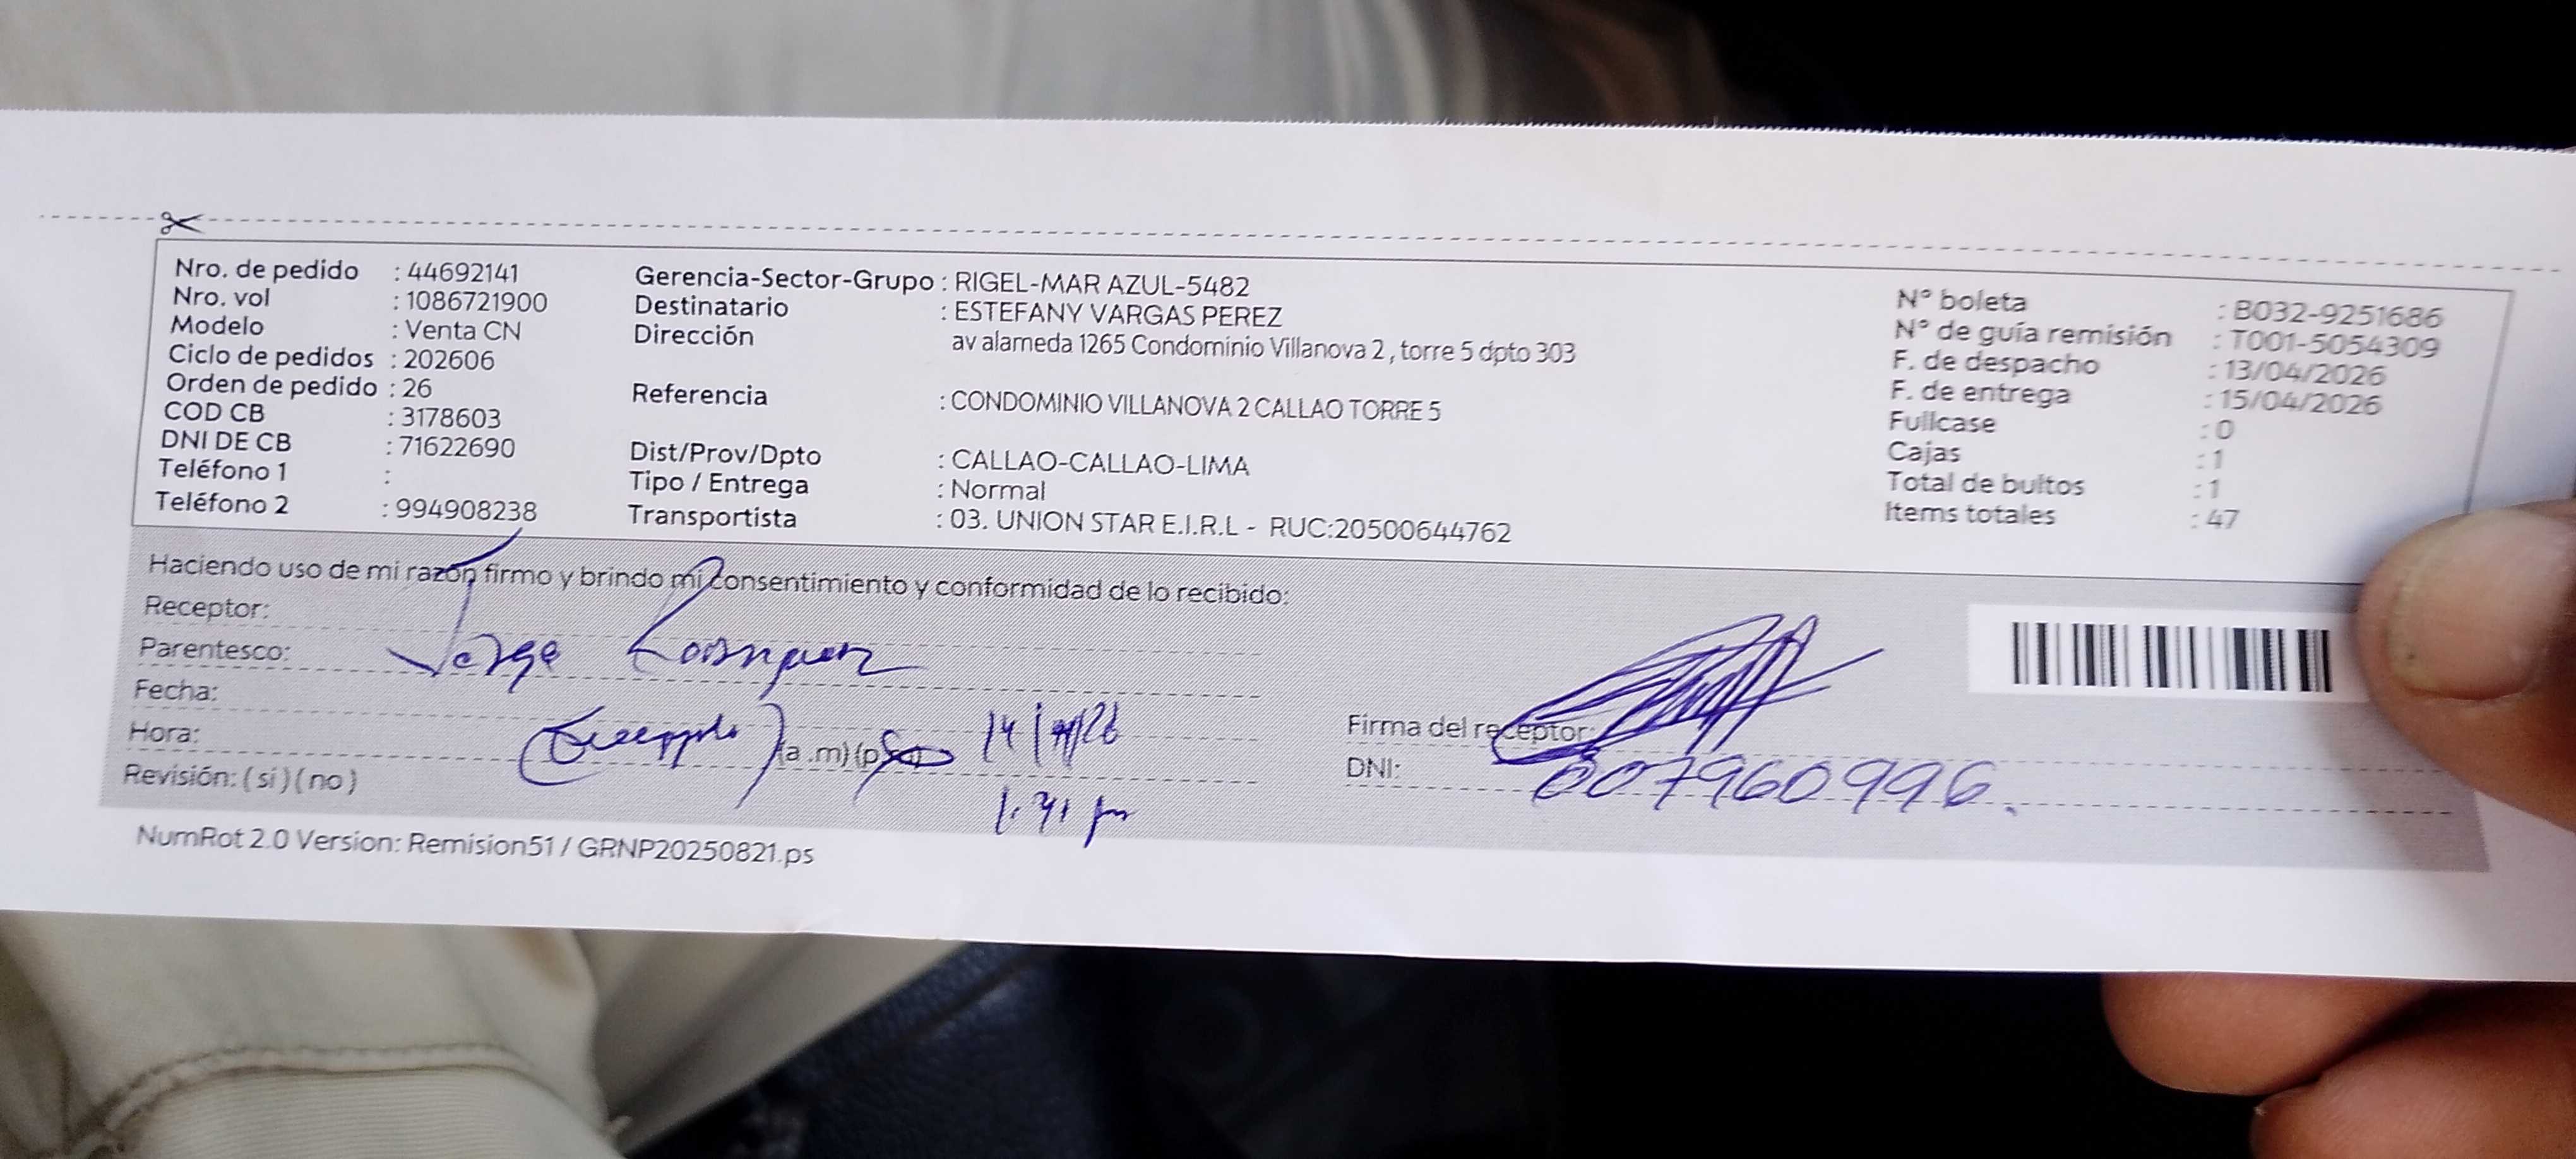 Nro. de pedido : 44692141
Nro. vol : 1086721900
Modelo : Venta CN
Ciclo de pedidos : 202606
Orden de pedido : 26
COD CB : 3178603
DNI DE CB : 71622690
Teléfono 1 :
Teléfono 2 : 994908238
Gerencia-Sector-Grupo : RIGEL-MAR AZUL-5482
Destinatario : ESTEFANY VARGAS PEREZ
Dirección : av alameda 1265 Condominio Villanova 2 , torre 5 dpto 303
Referencia : CONDOMINIO VILLANOVA 2 CALLAO TORRE 5
Dist/Prov/Dpto : CALLAO-CALLAO-LIMA
Tipo / Entrega : Normal
Transportista : 03. UNION STAR E.I.R.L - RUC:20500644762
N° boleta : B032-9251686
N° de guía remisión : T001-5054309
F. de despacho : 13/04/2026
F. de entrega : 15/04/2026
Fullcase : 0
Cajas : 1
Total de bultos : 1
Items totales : 47
Haciendo uso de mi razón firmo y brindo mi consentimiento y conformidad de lo recibido:
Receptor:
Parentesco: Jorge
Fecha:
Hora: (a .m)
Revisión: ( si ) ( no )
Firma del receptor:
DNI: 007960996.
NumRot 2.0 Version: Remision51 / GRNP20250821.ps